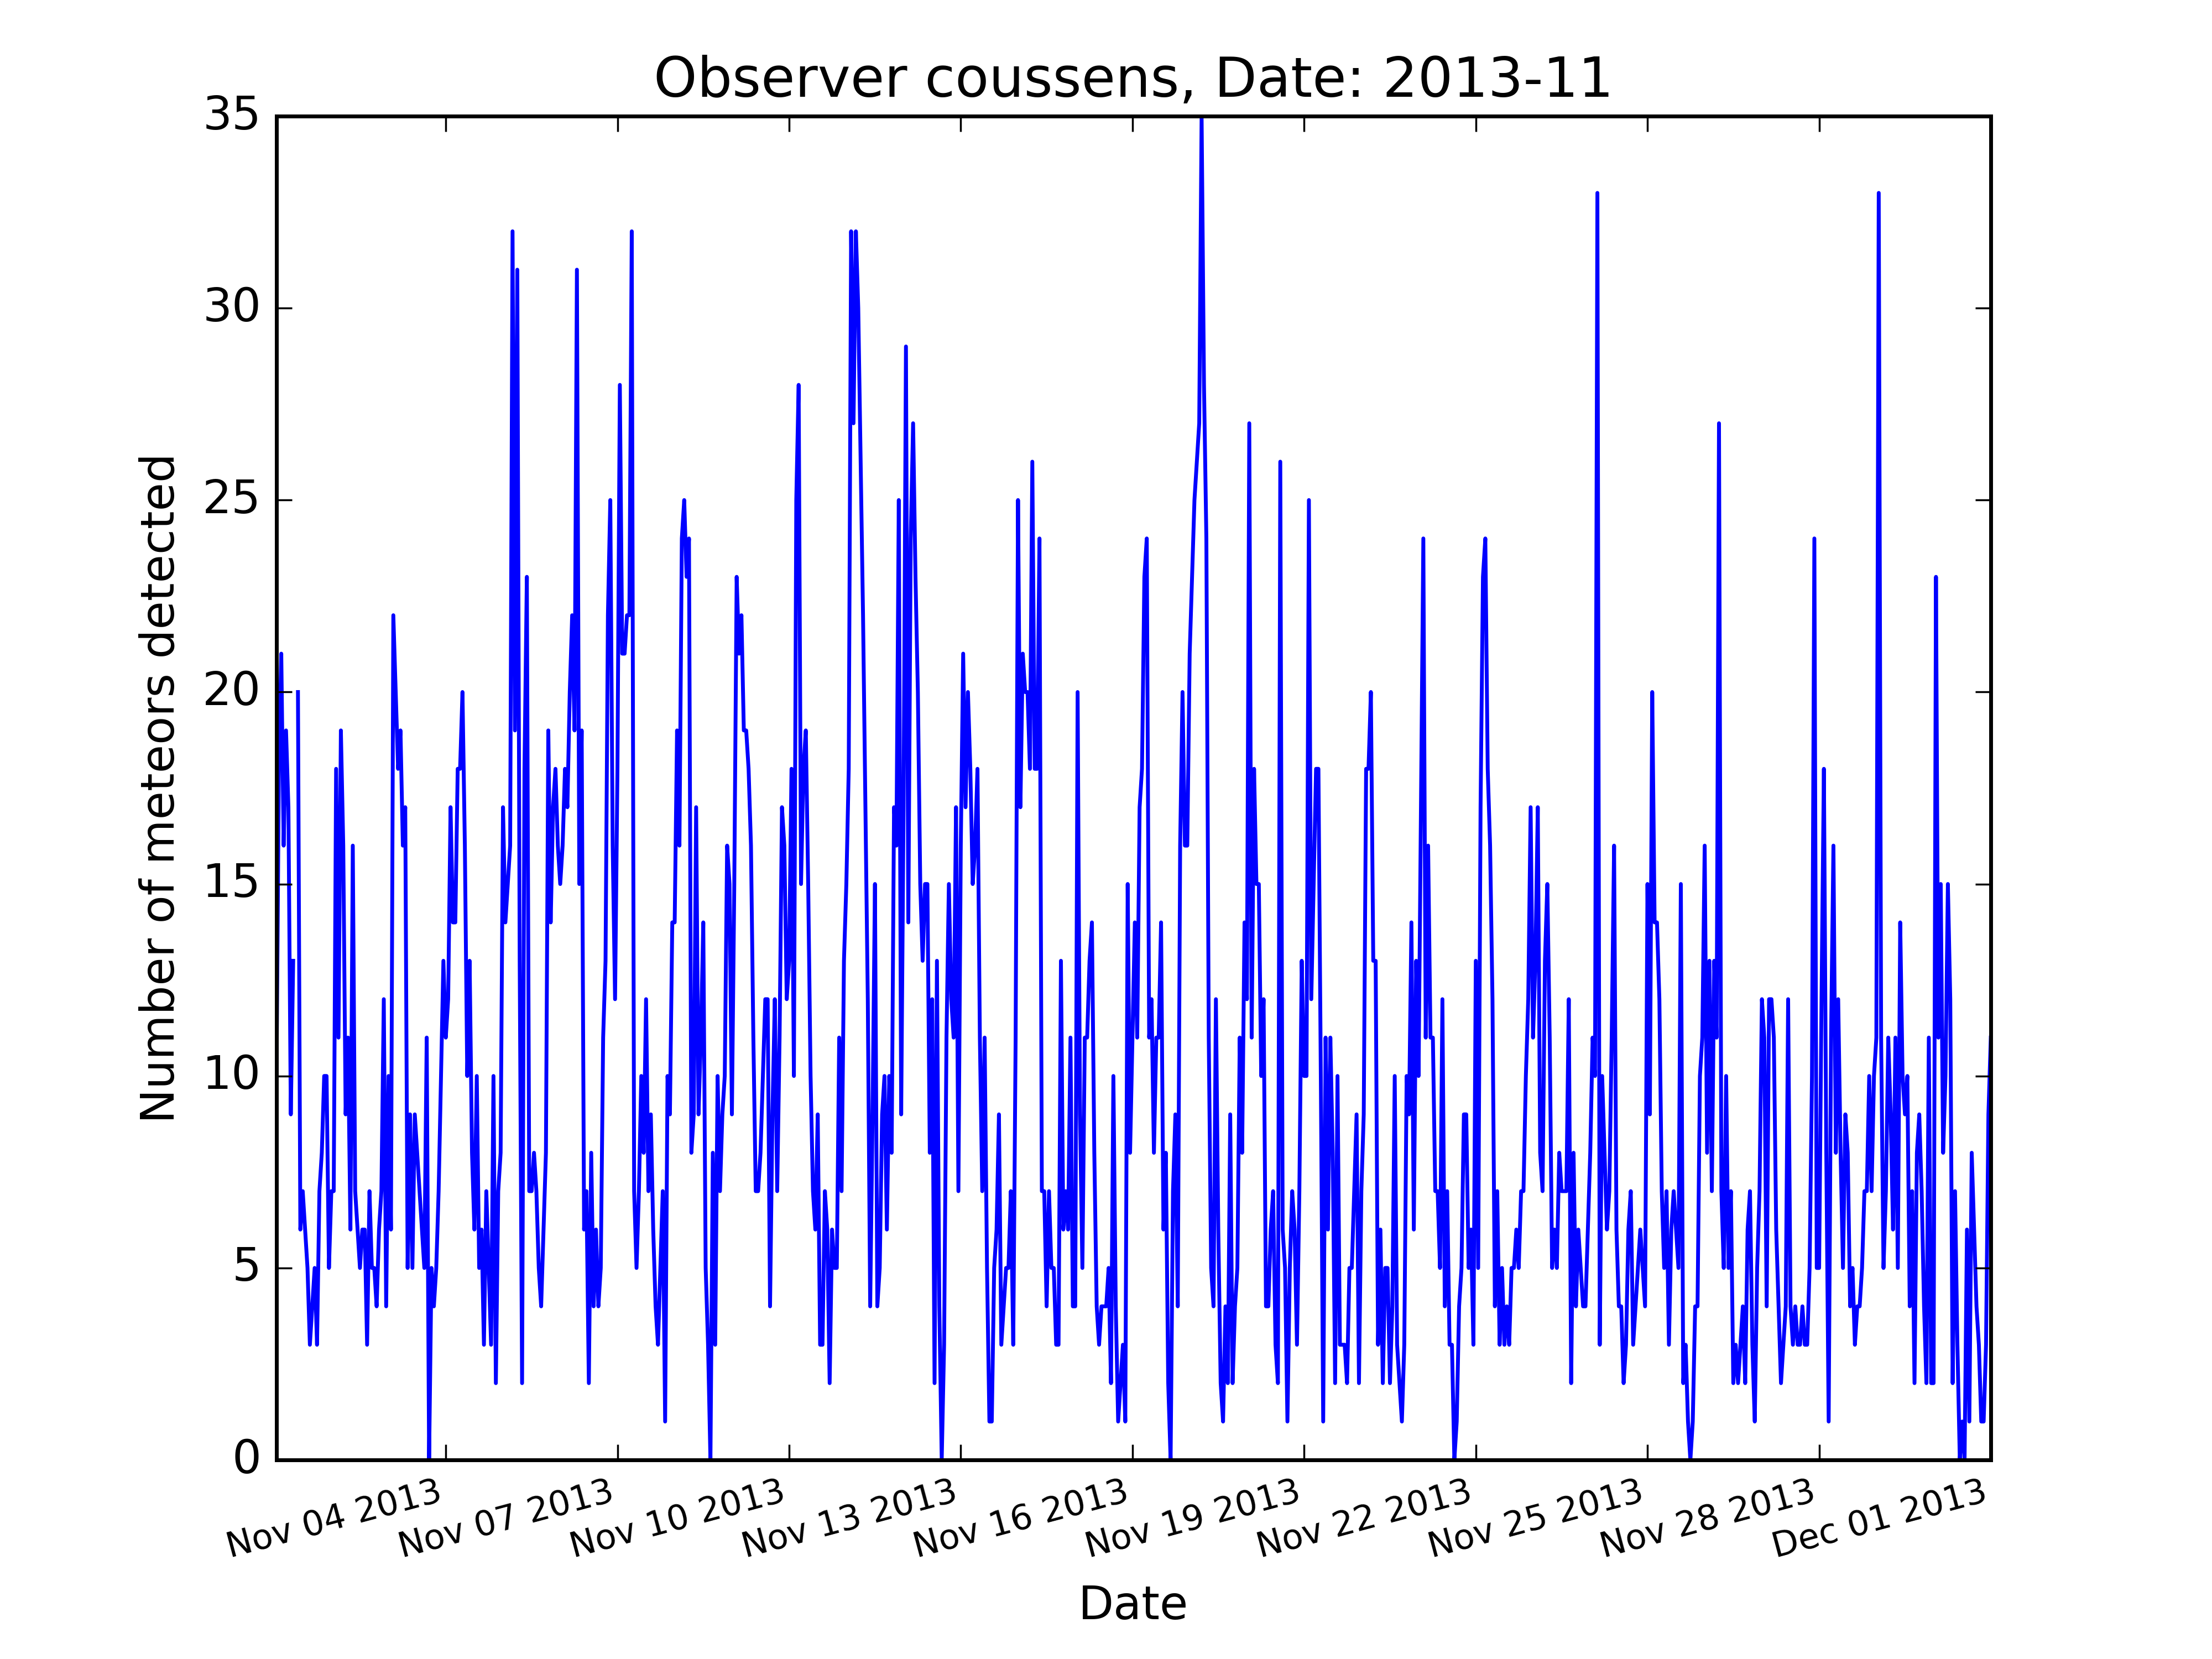 Observer coussens, Date: 2013-11
Number of meteors detected
35
30
25
20
15
10
5
0
Nov 04 2013
Nov 07 2013
Nov 10 2013
Nov 13 2013
Nov 16 2013
Nov 19 2013
Nov 22 2013
Nov 25 2013
Nov 28 2013
Dec 01 2013
Date